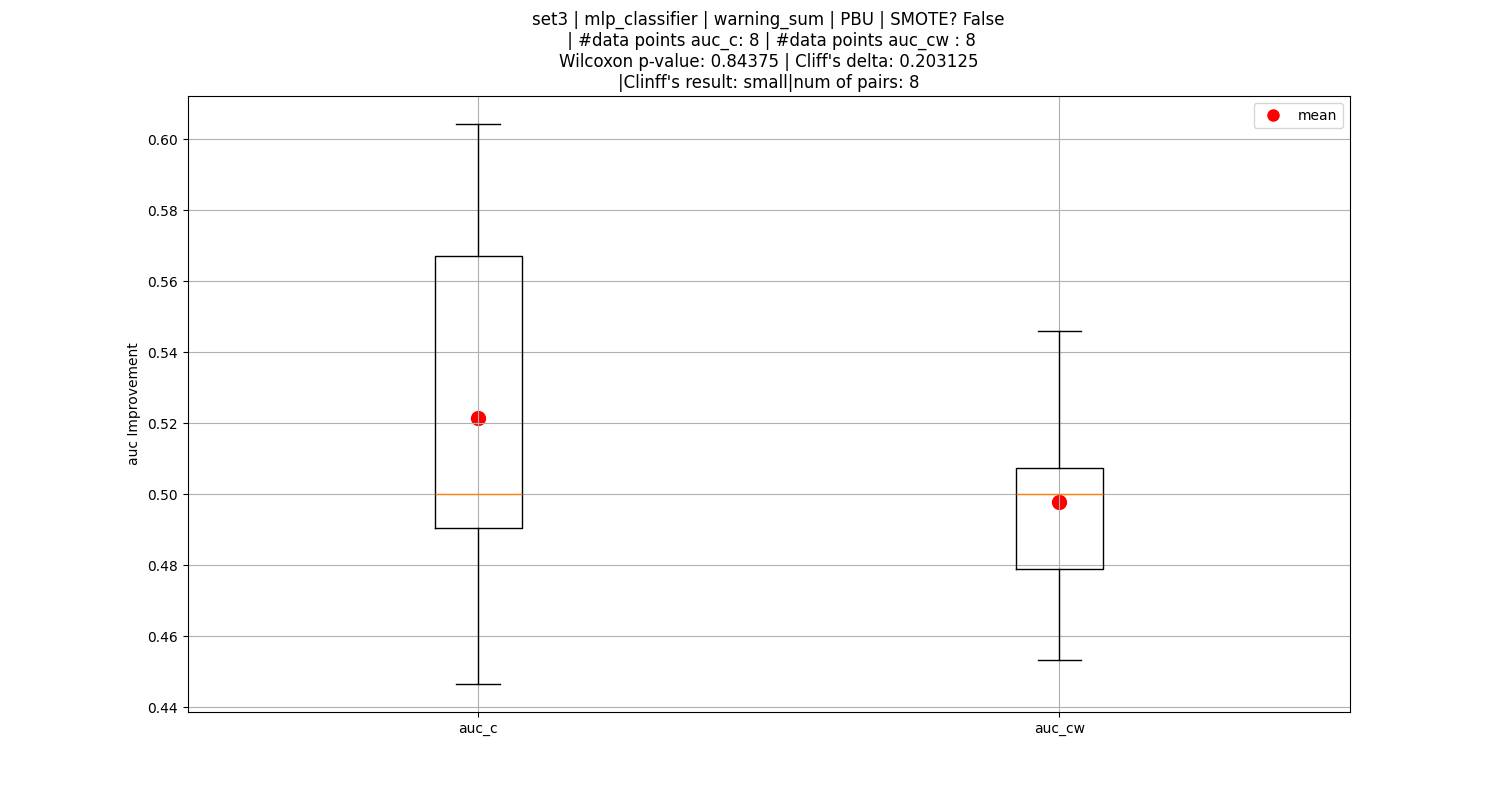 set3 | mlp_classifier | warning_sum | PBU | SMOTE? False
| #data points auc_c: 8 | #data points auc_cw : 8
Wilcoxon p-value: 0.84375 | Cliff's delta: 0.203125
|Clinff's result: small|num of pairs: 8
mean
0.60
0.58
0.56
0.54
0.52
0.50
0.48
0.46
0.44
auc Improvement
auc_c
auc_cw